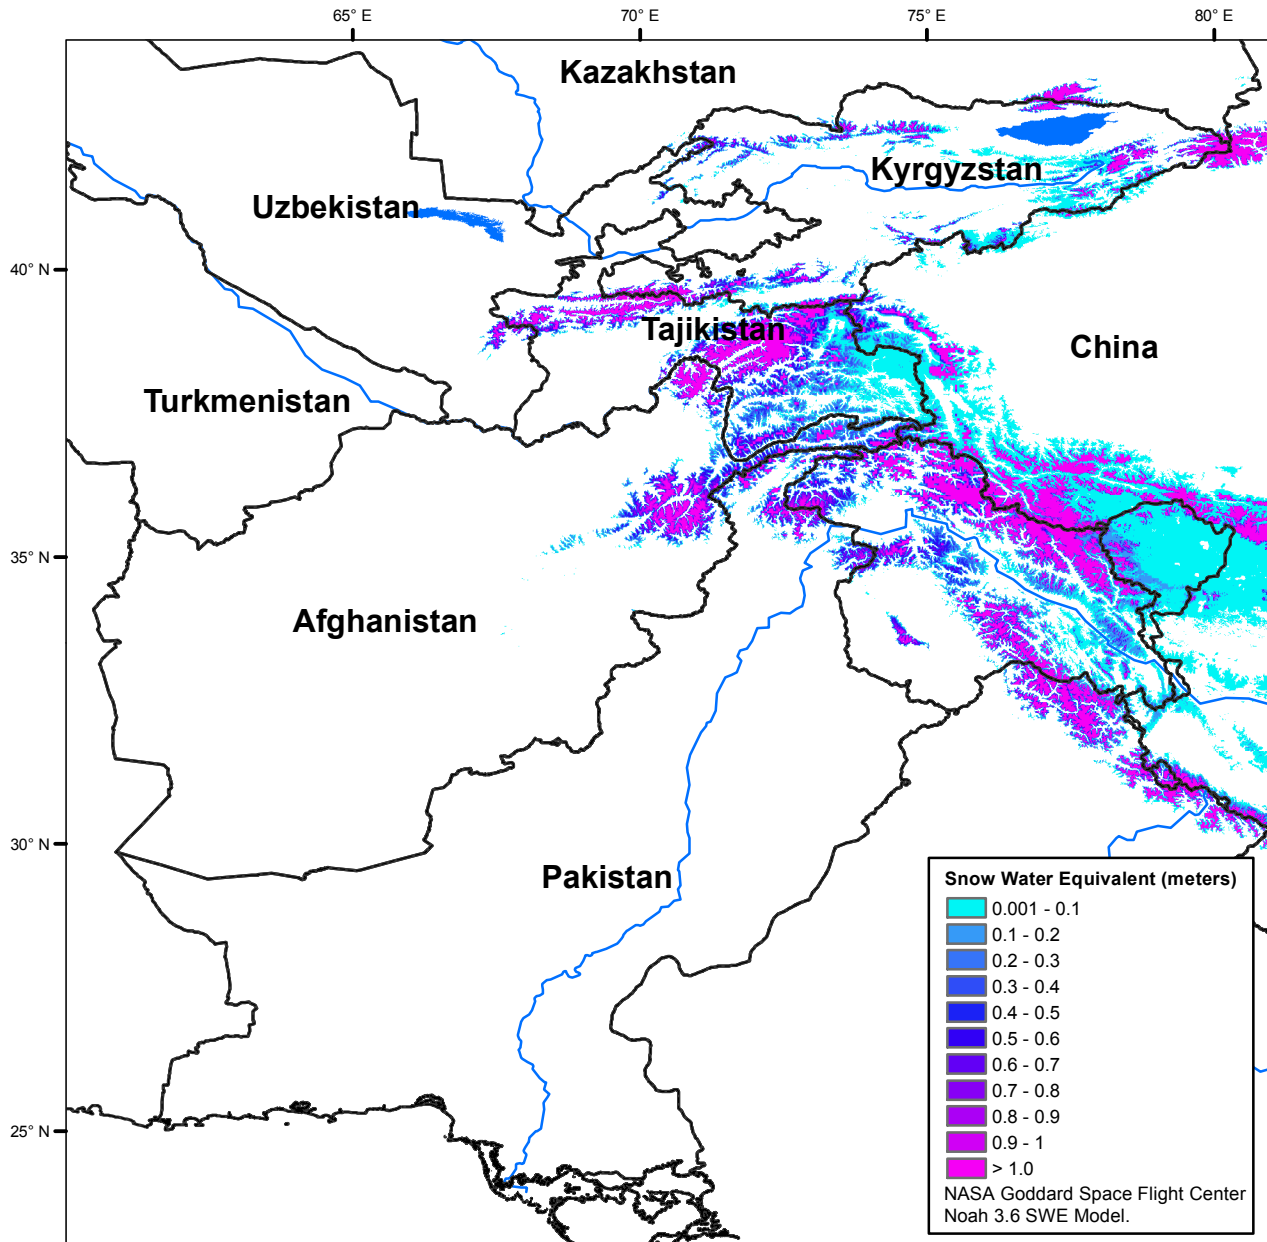 65° E
70° E
75° E
80° E
Kazakhstan
Kyrgyzstan
Uzbekistan
40° N
Tajikistan
China
Turkmenistan
35° N
Afghanistan
30° N
Pakistan
25° N
Snow Water Equivalent (meters)
0.001 - 0.1
0.1 - 0.2
0.2 - 0.3
0.3 - 0.4
0.4 - 0.5
0.5 - 0.6
0.6 - 0.7
0.7 - 0.8
0.8 - 0.9
0.9 - 1
> 1.0
NASA Goddard Space Flight Center
Noah 3.6 SWE Model.